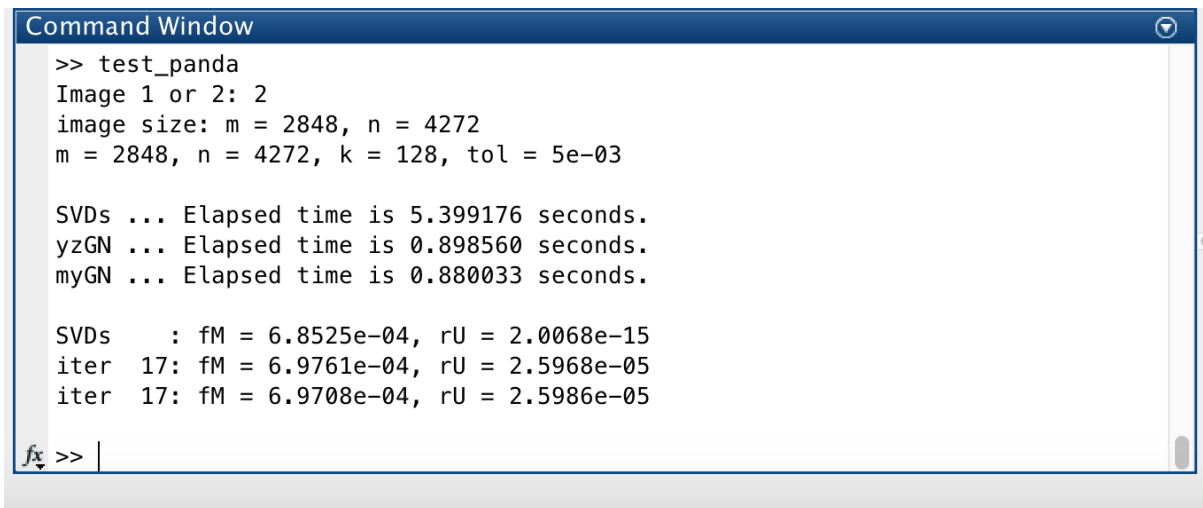 Command Window
>> test_panda
Image 1 or 2: 2
image size: m = 2848, n = 4272
m = 2848, n = 4272, k = 128, tol = 5e-03
SVDs ... Elapsed time is 5.399176 seconds.
yzGN ... Elapsed time is 0.898560 seconds.
myGN ... Elapsed time is 0.880033 seconds.
SVDs    : fM = 6.8525e-04, rU = 2.0068e-15
iter  17: fM = 6.9761e-04, rU = 2.5968e-05
iter  17: fM = 6.9708e-04, rU = 2.5986e-05
fx >>